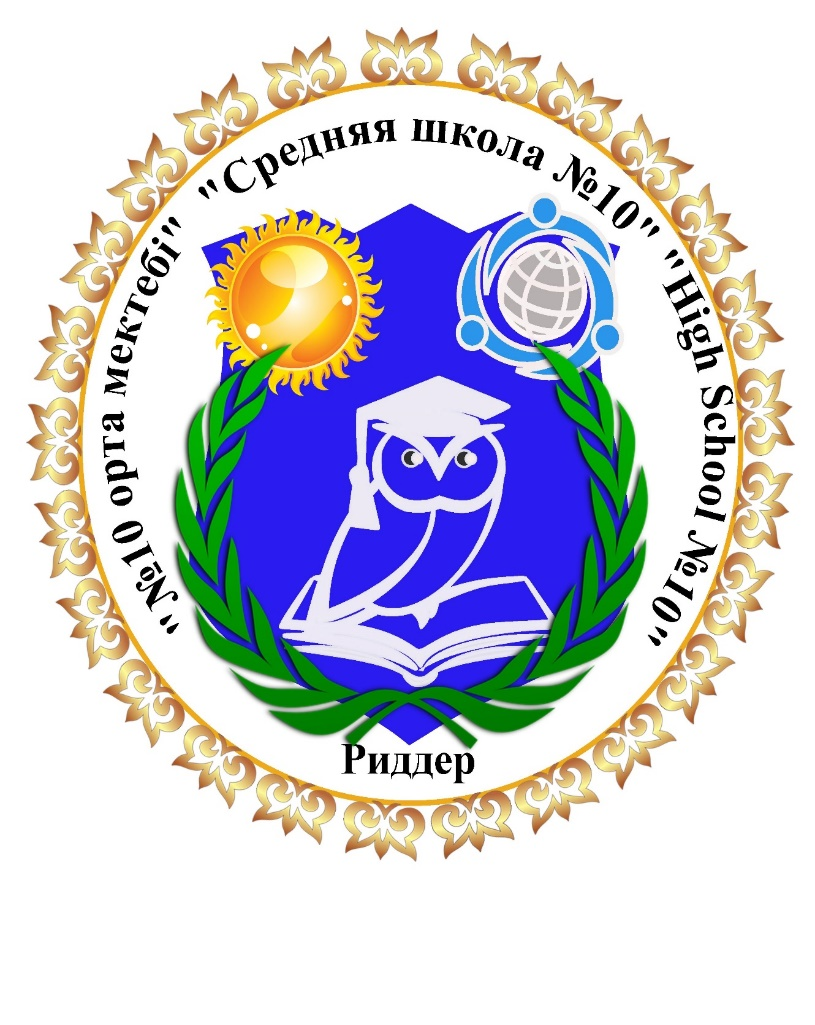 "№10 орта мектебі"
"Средняя школа №10"
"High School №10"
Риддер